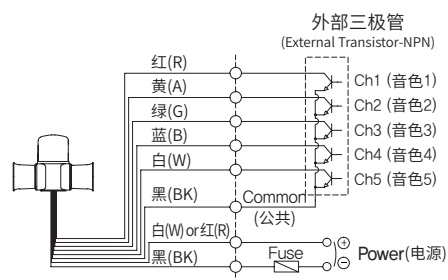 外部三极管
(External Transistor-NPN)
红(R)
黄(A)
绿(G)
蓝(B)
白(W)
黑(BK)
Ch1 (音色1)
Ch2 (音色2)
Ch3 (音色3)
Ch4 (音色4)
Ch5 (音色5)
Common
(公共)
白(W) or 红(R)
黑(BK)
Fuse
+
−
Power(电源)